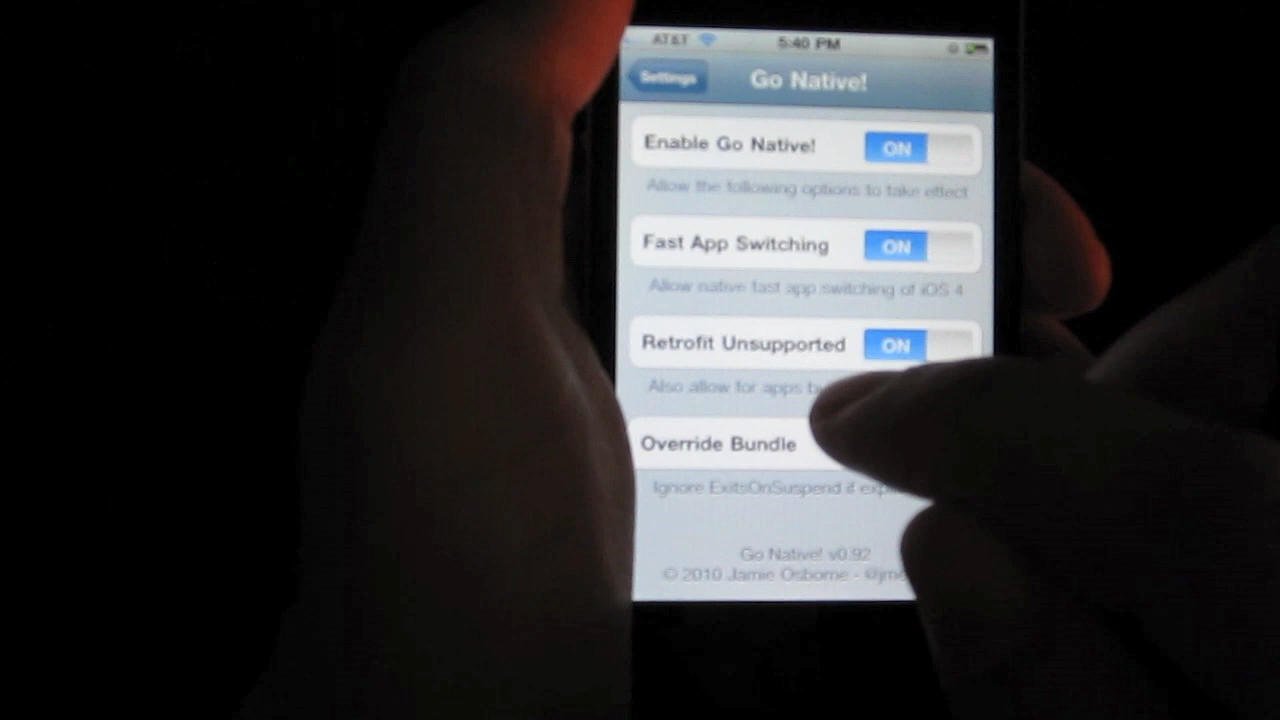 AT&T 5:40 PM
Settings Go Native!
Enable Go Native! ON
Allow the following options to take effect
Fast App Switching ON
Allow native fast app switching of iOS 4
Retrofit Unsupported ON
Also allow for apps
Override Bundle
Ignore ExitsOnSuspend if
Go Native! v0.92
© 2010 Jamie Osborne -